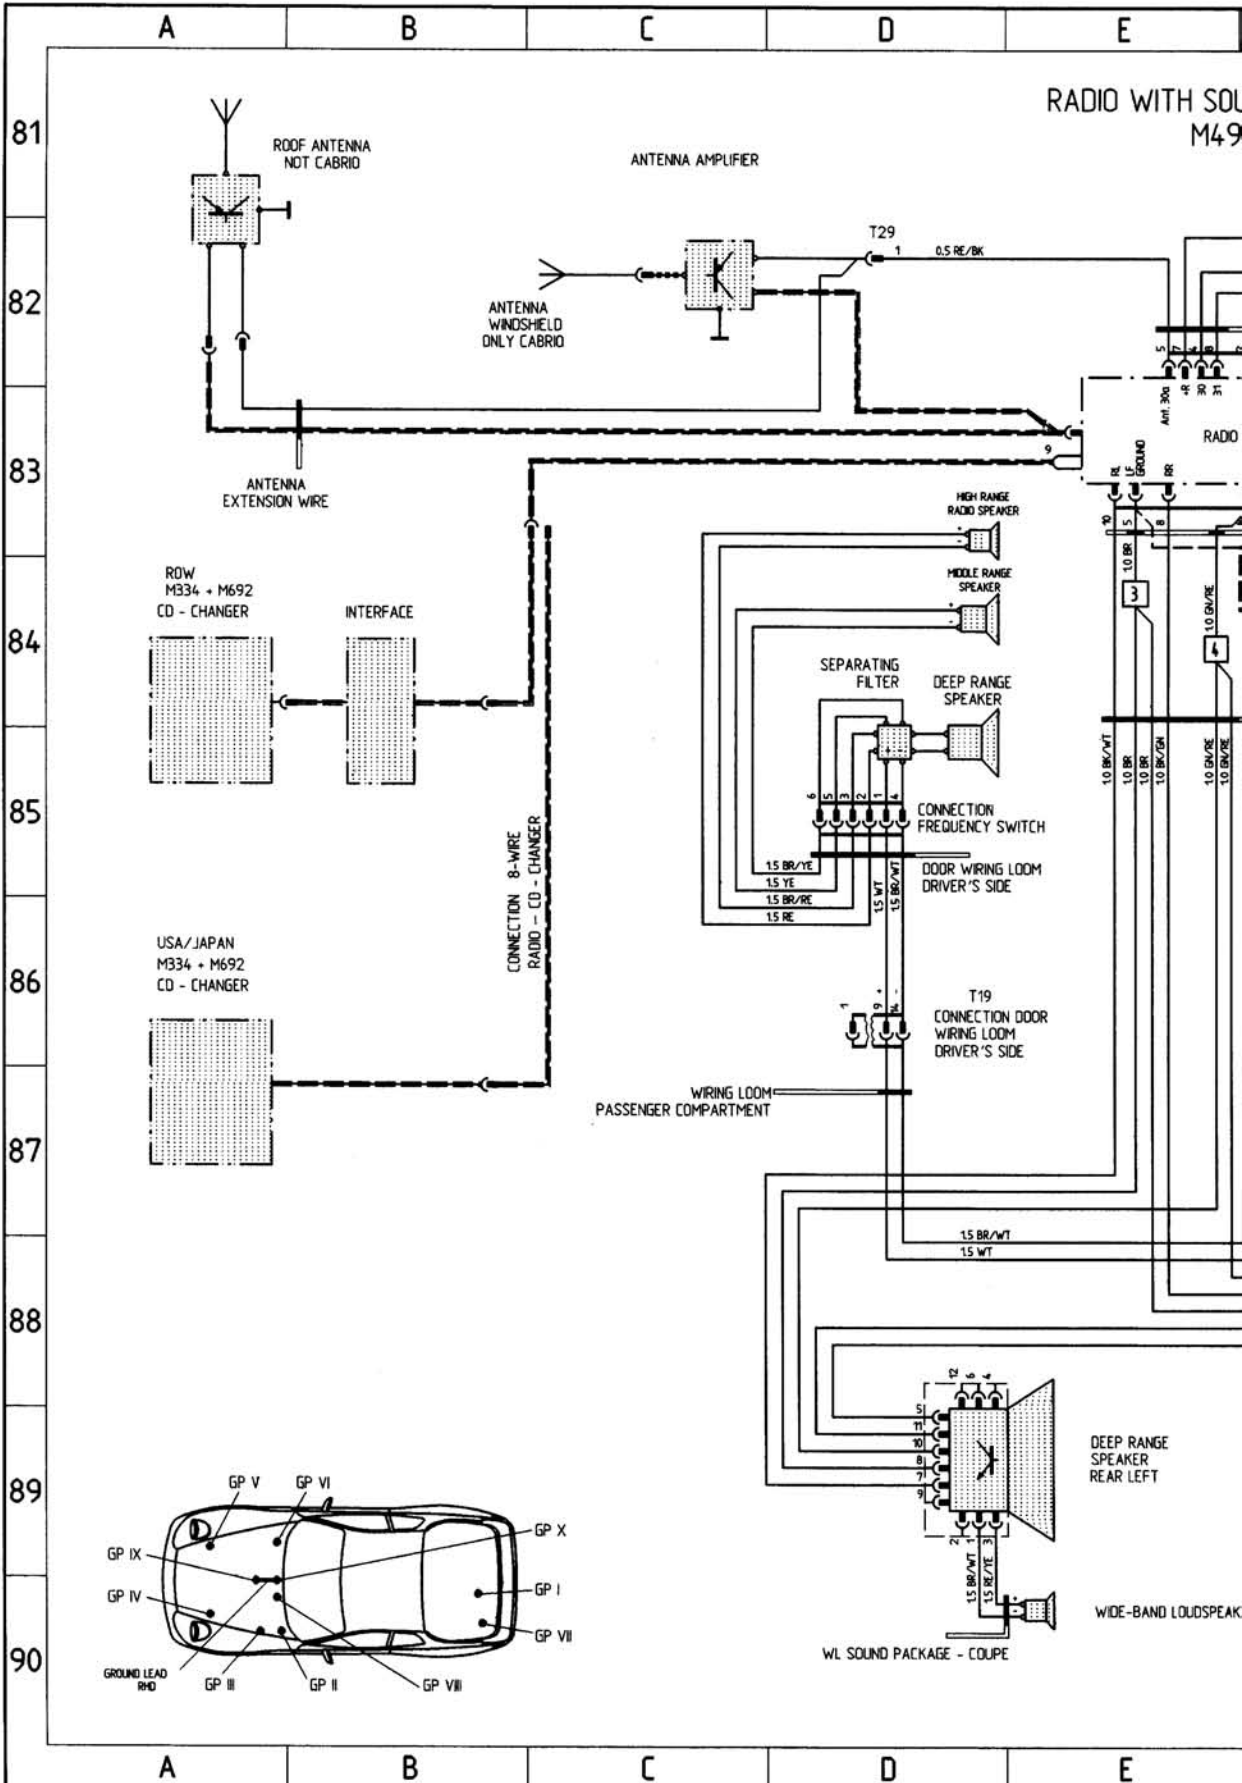 A B C D E
81
82
83
84
85
86
87
88
89
90
RADIO WITH SOU
M49
ROOF ANTENNA
NOT CABRIO
ANTENNA AMPLIFIER
T29
1
0.5 RE/BK
ANTENNA
WINDSHIELD
ONLY CABRIO
5 7 4 8
Ant.30a +R 30 31
RADIO
9
RL LF GROUND RR
10 5 8
1.0 BR
3
1.0 GN/RE
4
ANTENNA
EXTENSION WIRE
HIGH RANGE
RADIO SPEAKER
+
-
MIDDLE RANGE
SPEAKER
+
-
ROW
M334 + M692
CD - CHANGER
INTERFACE
SEPARATING
FILTER
DEEP RANGE
SPEAKER
+ -
1.0 BK/WT
1.0 BR
1.0 BR
1.0 BK/GN
1.0 GN/RE
1.0 GN/RE
6 5 3 2 1 4
CONNECTION
FREQUENCY SWITCH
CONNECTION 8-WIRE
RADIO - CD - CHANGER
1.5 BR/YE
1.5 YE
1.5 BR/RE
1.5 RE
1.5 WT
1.5 BR/WT
DOOR WIRING LOOM
DRIVER'S SIDE
USA/JAPAN
M334 + M692
CD - CHANGER
1 9 + 14 -
T19
CONNECTION DOOR
WIRING LOOM
DRIVER'S SIDE
WIRING LOOM
PASSENGER COMPARTMENT
1.5 BR/WT
1.5 WT
12 6 4
5
11
10
8
7
9
2 1 3
DEEP RANGE
SPEAKER
REAR LEFT
1.5 BR/WT
1.5 RE/YE
+
-
WIDE-BAND LOUDSPEAK
WL SOUND PACKAGE - COUPE
GP V
GP VI
GP X
GP IX
GP I
GP IV
GP VII
GROUND LEAD
RHD
GP III
GP II
GP VIII
A B C D E